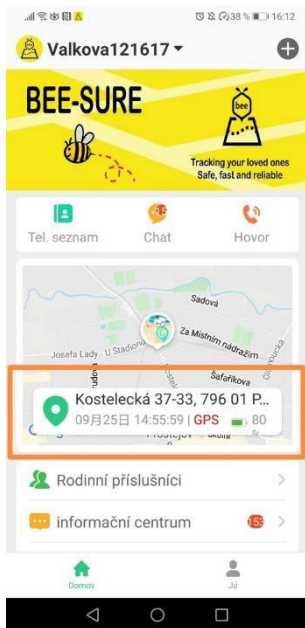 38 % 16:12
Valkova121617
BEE-SURE
bee
Tracking your loved ones
Safe, fast and reliable
Tel. seznam
Chat
Hovor
Sadová
Za Místním nádražím
Josefa Lady
U Stadionu
Šafaříkova
Kostelecká 37-33, 796 01 P...
09月25日 14:55:59 | GPS 80
Rodinní příslušníci
informační centrum
153
Domov
Já